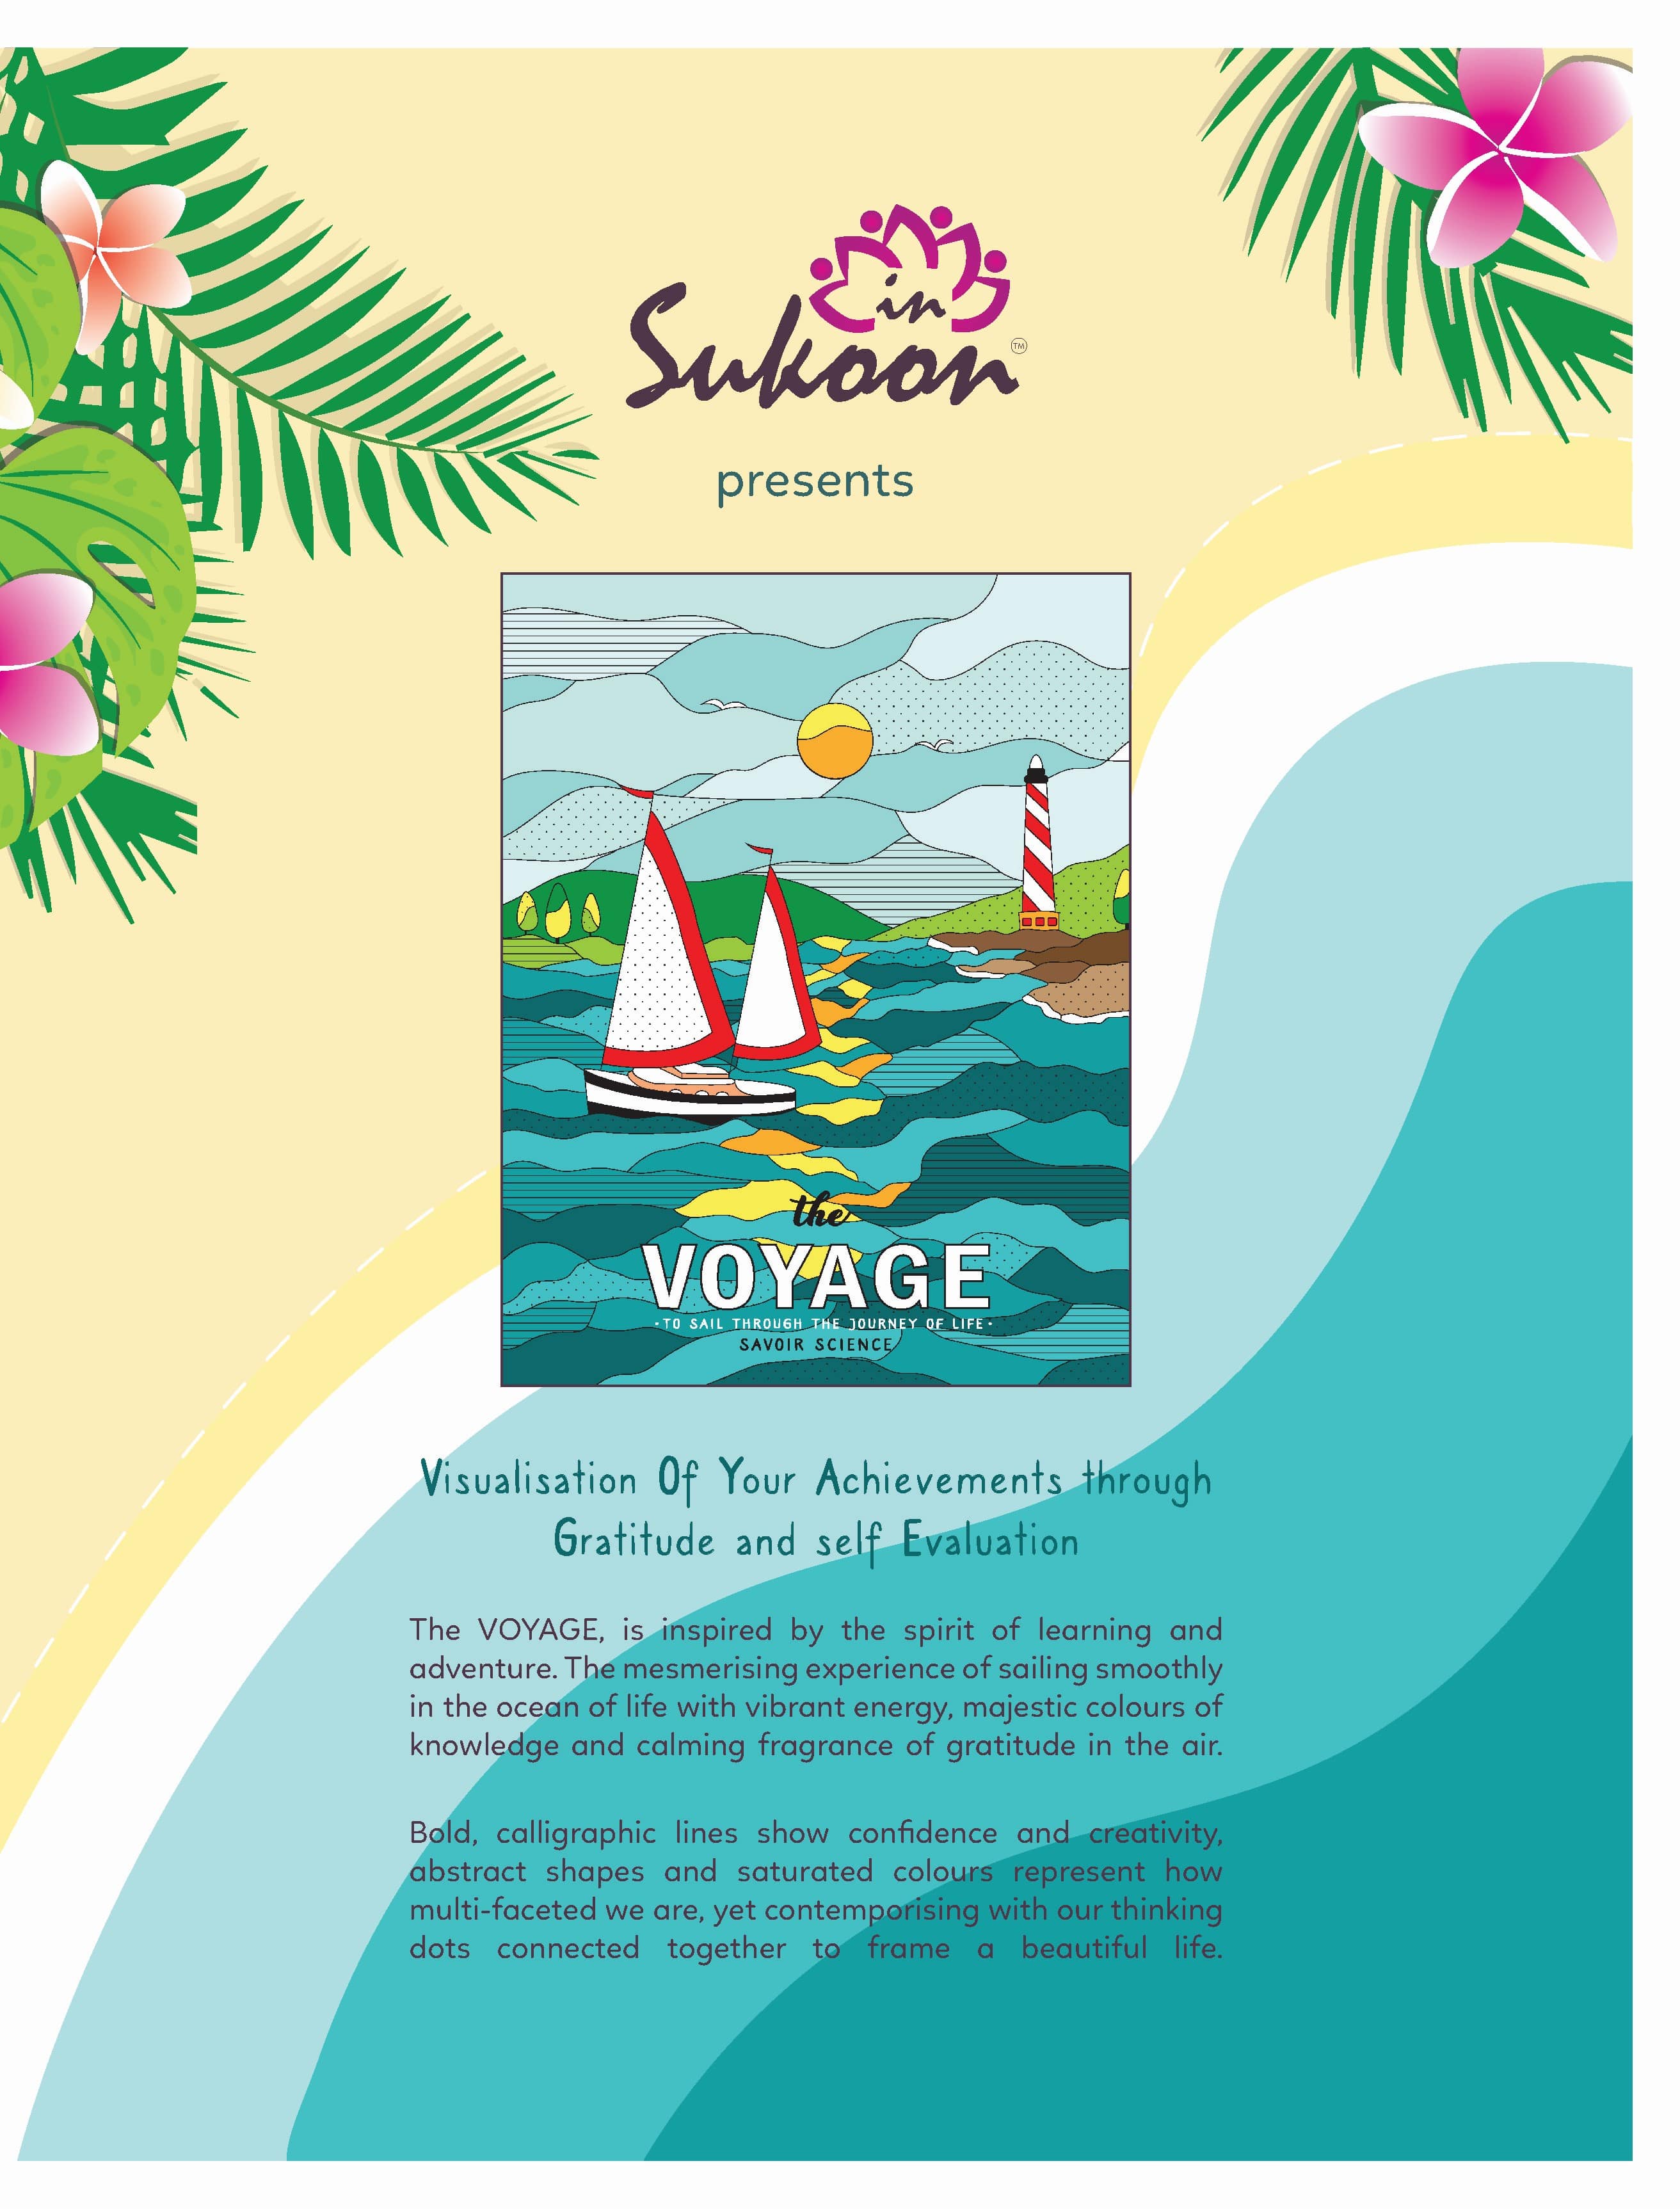 in
Sukoon™
presents
the
VOYAGE
-TO SAIL THROUGH THE JOURNEY OF LIFE-
SAVOIR SCIENCE
Visualisation Of Your Achievements through
Gratitude and self Evaluation
The VOYAGE, is inspired by the spirit of learning and
adventure. The mesmerising experience of sailing smoothly
in the ocean of life with vibrant energy, majestic colours of
knowledge and calming fragrance of gratitude in the air.
Bold, calligraphic lines show confidence and creativity,
abstract shapes and saturated colours represent how
multi-faceted we are, yet contemporising with our thinking
dots connected together to frame a beautiful life.